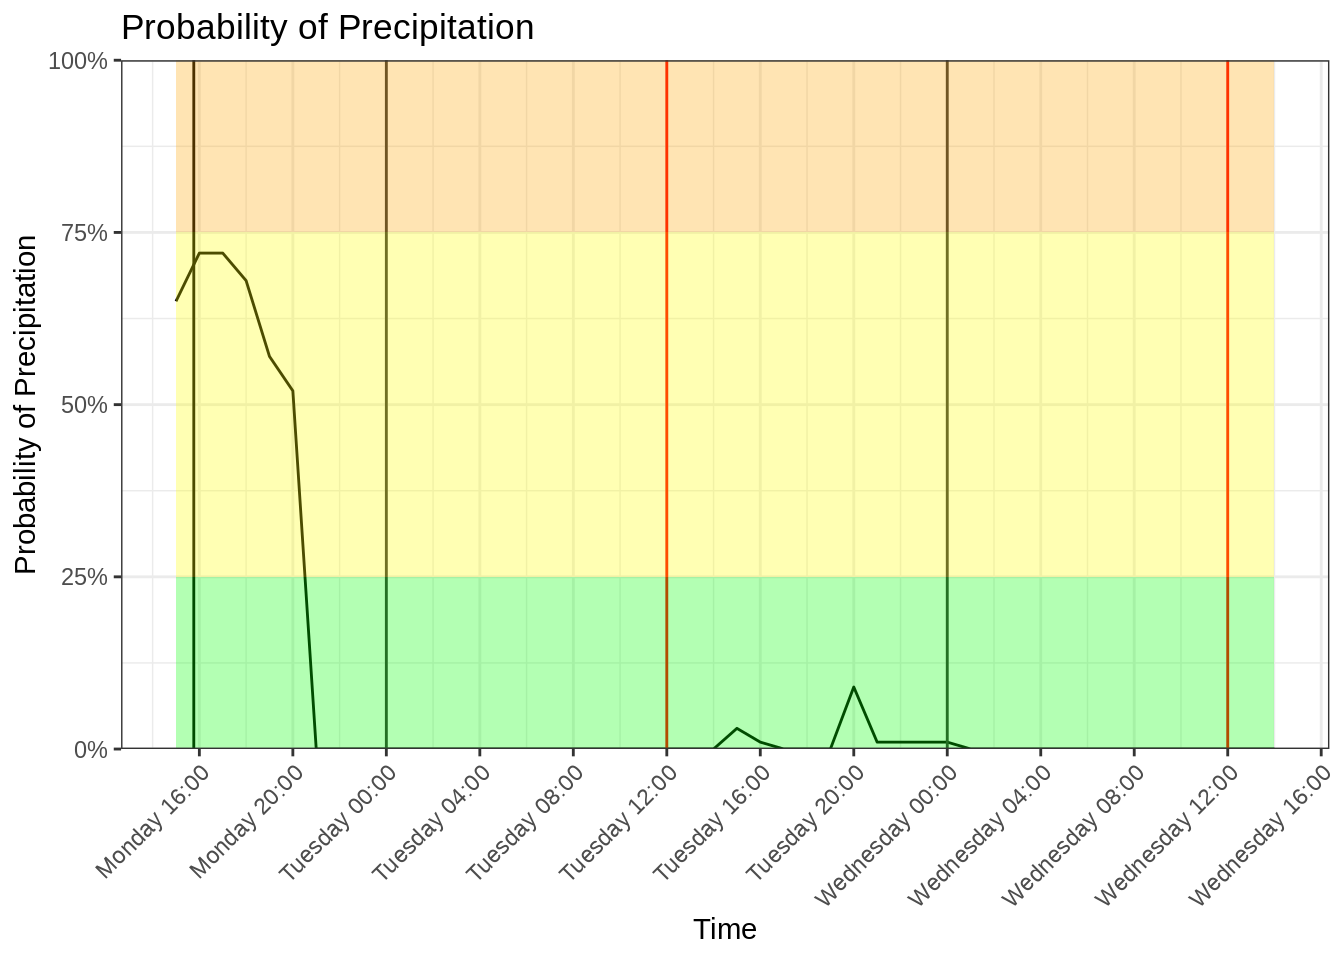 Probability of Precipitation
100%
75%
50%
25%
0%
Probability of Precipitation
Monday 16:00
Monday 20:00
Tuesday 00:00
Tuesday 04:00
Tuesday 08:00
Tuesday 12:00
Tuesday 16:00
Tuesday 20:00
Wednesday 00:00
Wednesday 04:00
Wednesday 08:00
Wednesday 12:00
Wednesday 16:00
Time